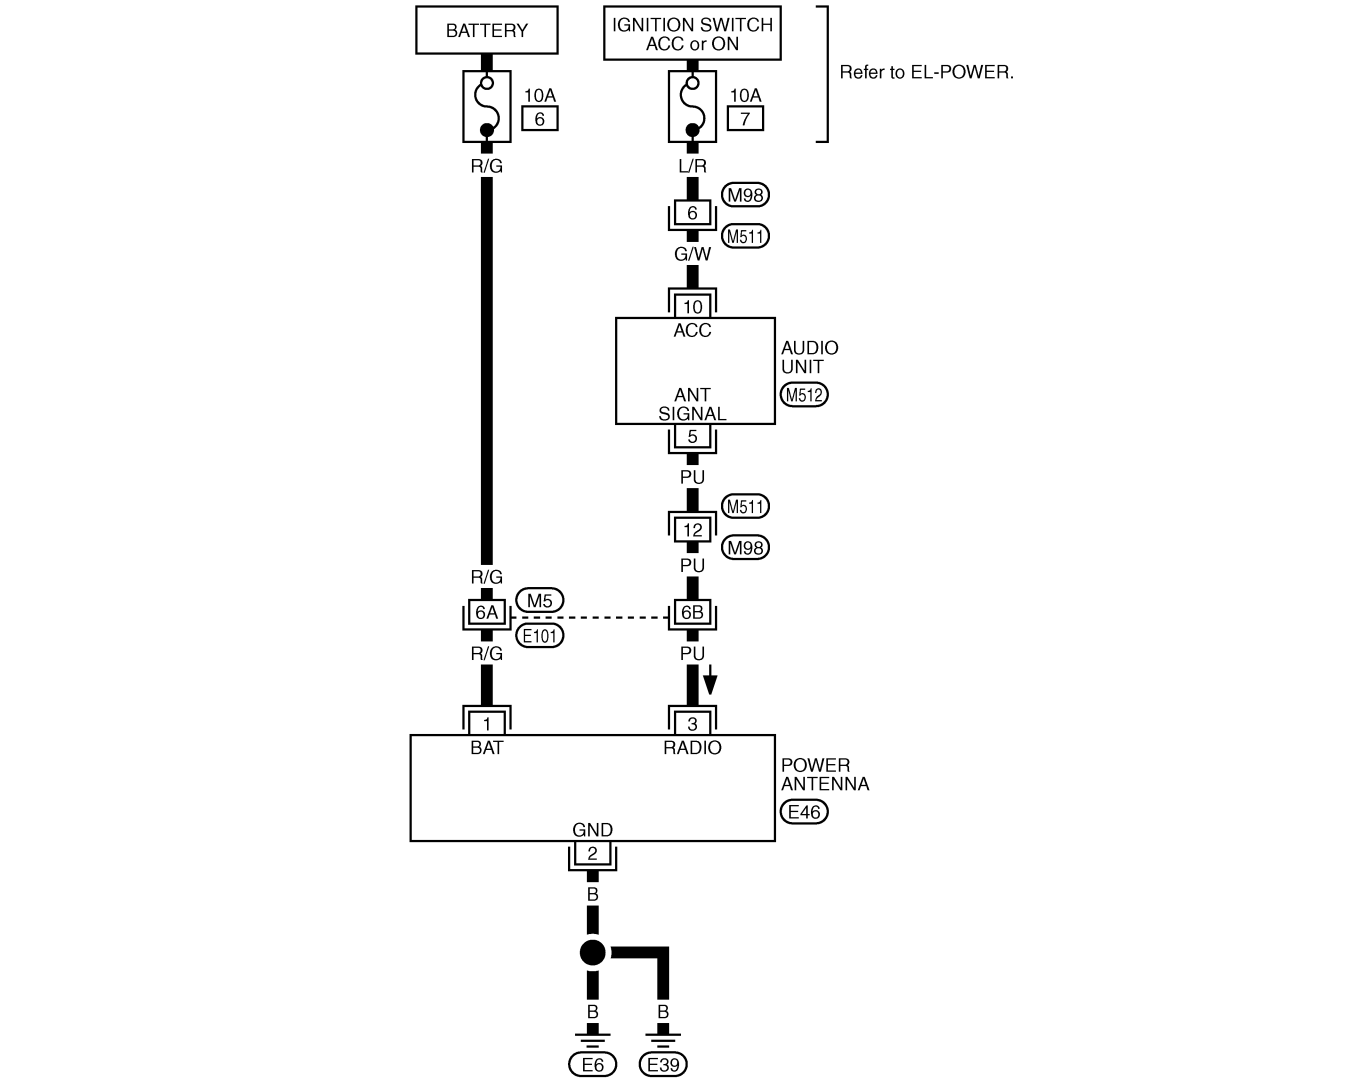 BATTERY
IGNITION SWITCH
ACC or ON
Refer to EL-POWER.
10A
6
10A
7
R/G
L/R
M98
6
M511
G/W
10
ACC
AUDIO
UNIT
M512
ANT
SIGNAL
5
PU
M511
12
M98
PU
R/G
6A
M5
E101
6B
R/G
PU
1
3
BAT
RADIO
POWER
ANTENNA
E46
GND
2
B
B
B
E6
E39